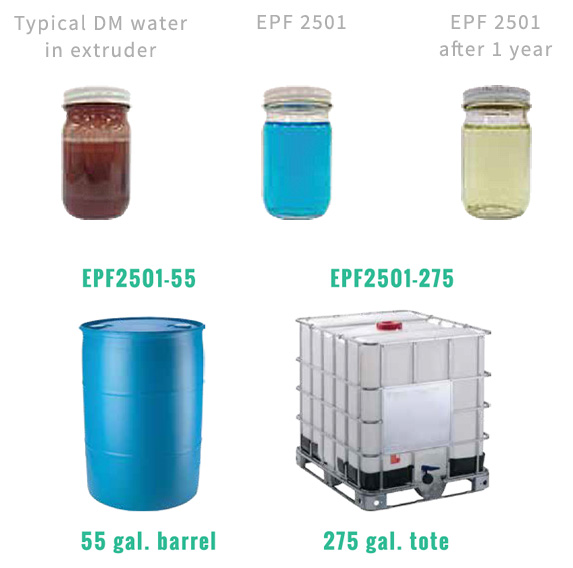 Typical DM water
in extruder
EPF 2501
EPF 2501
after 1 year
EPF2501-55
EPF2501-275
55 gal. barrel
275 gal. tote